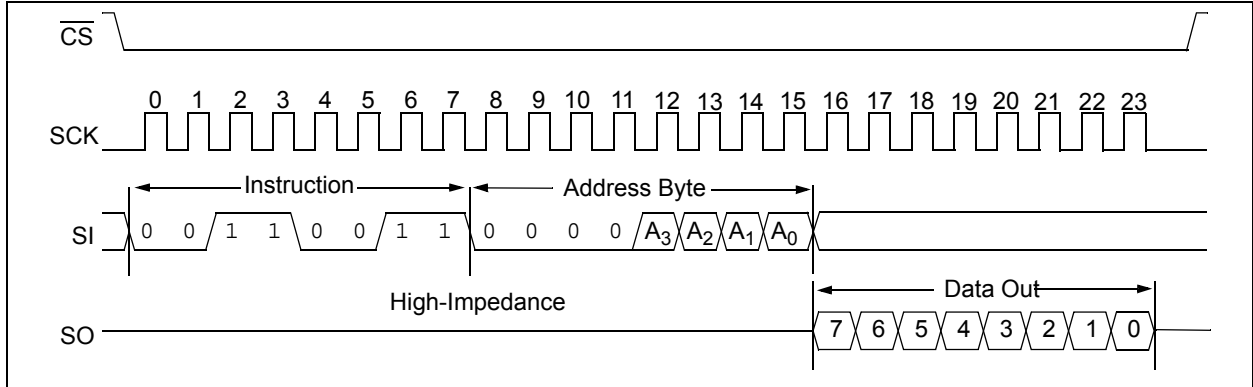 CS
0 1 2 3 4 5 6 7 8 9 10 11 12 13 14 15 16 17 18 19 20 21 22 23
SCK
Instruction Address Byte
SI 0 0 1 1 0 0 1 1 0 0 0 0 A3 A2 A1 A0
High-Impedance Data Out
SO 7 6 5 4 3 2 1 0